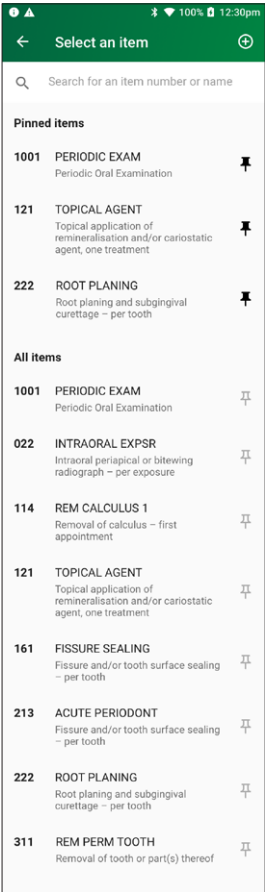 100% 12:30pm
Select an item
Search for an item number or name
Pinned items
1001 PERIODIC EXAM
Periodic Oral Examination
121 TOPICAL AGENT
Topical application of
remineralisation and/or cariostatic
agent, one treatment
222 ROOT PLANING
Root planing and subgingival
curettage – per tooth
All items
1001 PERIODIC EXAM
Periodic Oral Examination
022 INTRAORAL EXPSR
Intraoral periapical or bitewing
radiograph – per exposure
114 REM CALCULUS 1
Removal of calculus – first
appointment
121 TOPICAL AGENT
Topical application of
remineralisation and/or cariostatic
agent, one treatment
161 FISSURE SEALING
Fissure and/or tooth surface sealing
– per tooth
213 ACUTE PERIODONT
Fissure and/or tooth surface sealing
– per tooth
222 ROOT PLANING
Root planing and subgingival
curettage – per tooth
311 REM PERM TOOTH
Removal of tooth or part(s) thereof